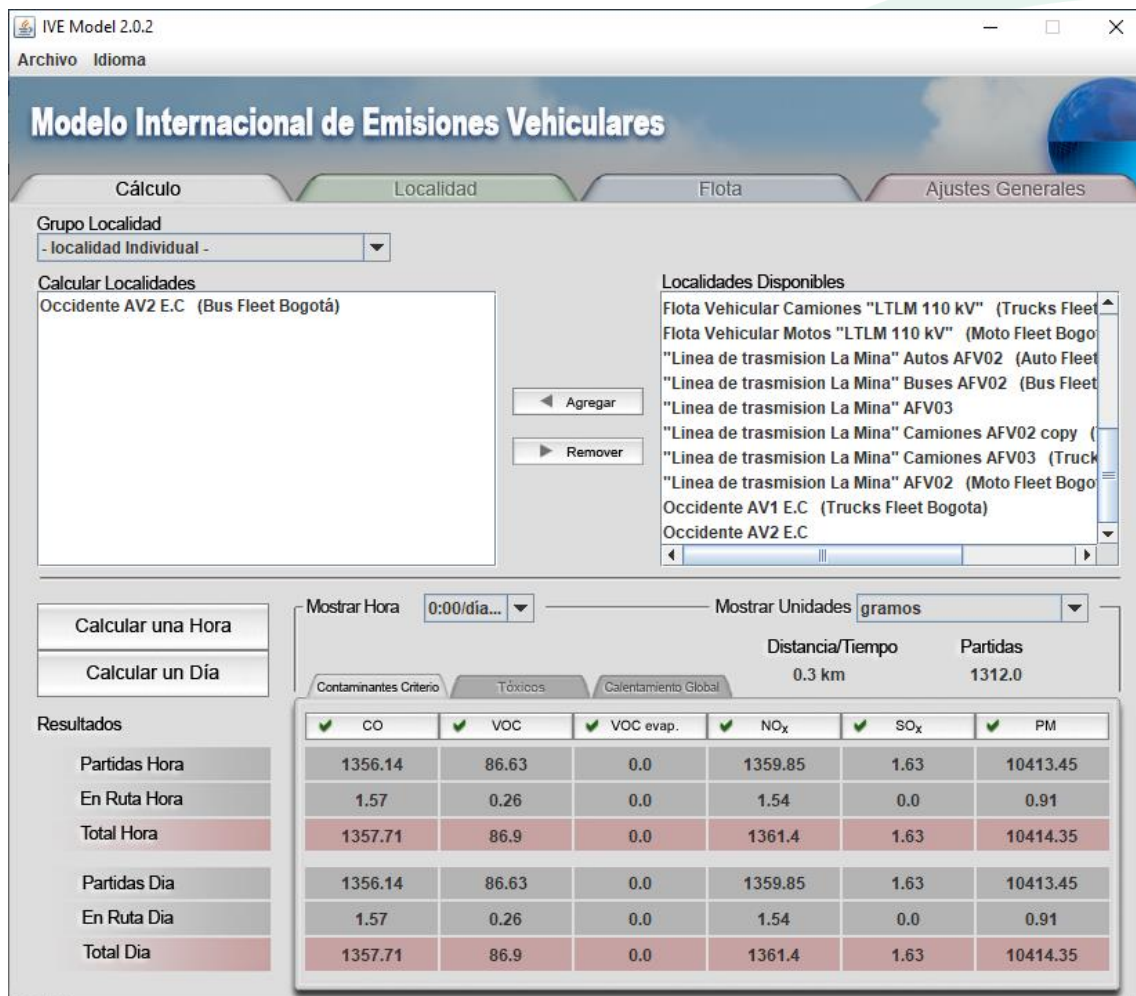 IVE Model 2.0.2
Archivo Idioma
Modelo Internacional de Emisiones Vehiculares
Cálculo Localidad Flota Ajustes Generales
Grupo Localidad
- localidad Individual -
Calcular Localidades
Occidente AV2 E.C (Bus Fleet Bogotá)
Agregar
Remover
Localidades Disponibles
Flota Vehicular Camiones "LTLM 110 kV" (Trucks Fleet
Flota Vehicular Motos "LTLM 110 kV" (Moto Fleet Bogo
"Linea de trasmision La Mina" Autos AFV02 (Auto Fleet
"Linea de trasmision La Mina" Buses AFV02 (Bus Fleet
"Linea de trasmision La Mina" AFV03
"Linea de trasmision La Mina" Camiones AFV02 copy (
"Linea de trasmision La Mina" Camiones AFV03 (Truck
"Linea de trasmision La Mina" AFV02 (Moto Fleet Bogo
Occidente AV1 E.C (Trucks Fleet Bogota)
Occidente AV2 E.C
Calcular una Hora
Calcular un Día
Mostrar Hora 0:00/día... Mostrar Unidades gramos
Distancia/Tiempo Partidas
0.3 km 1312.0
Contaminantes Criterio Tóxicos Calentamiento Global
Resultados CO VOC VOC evap. NOx SOx PM
Partidas Hora 1356.14 86.63 0.0 1359.85 1.63 10413.45
En Ruta Hora 1.57 0.26 0.0 1.54 0.0 0.91
Total Hora 1357.71 86.9 0.0 1361.4 1.63 10414.35
Partidas Dia 1356.14 86.63 0.0 1359.85 1.63 10413.45
En Ruta Dia 1.57 0.26 0.0 1.54 0.0 0.91
Total Dia 1357.71 86.9 0.0 1361.4 1.63 10414.35